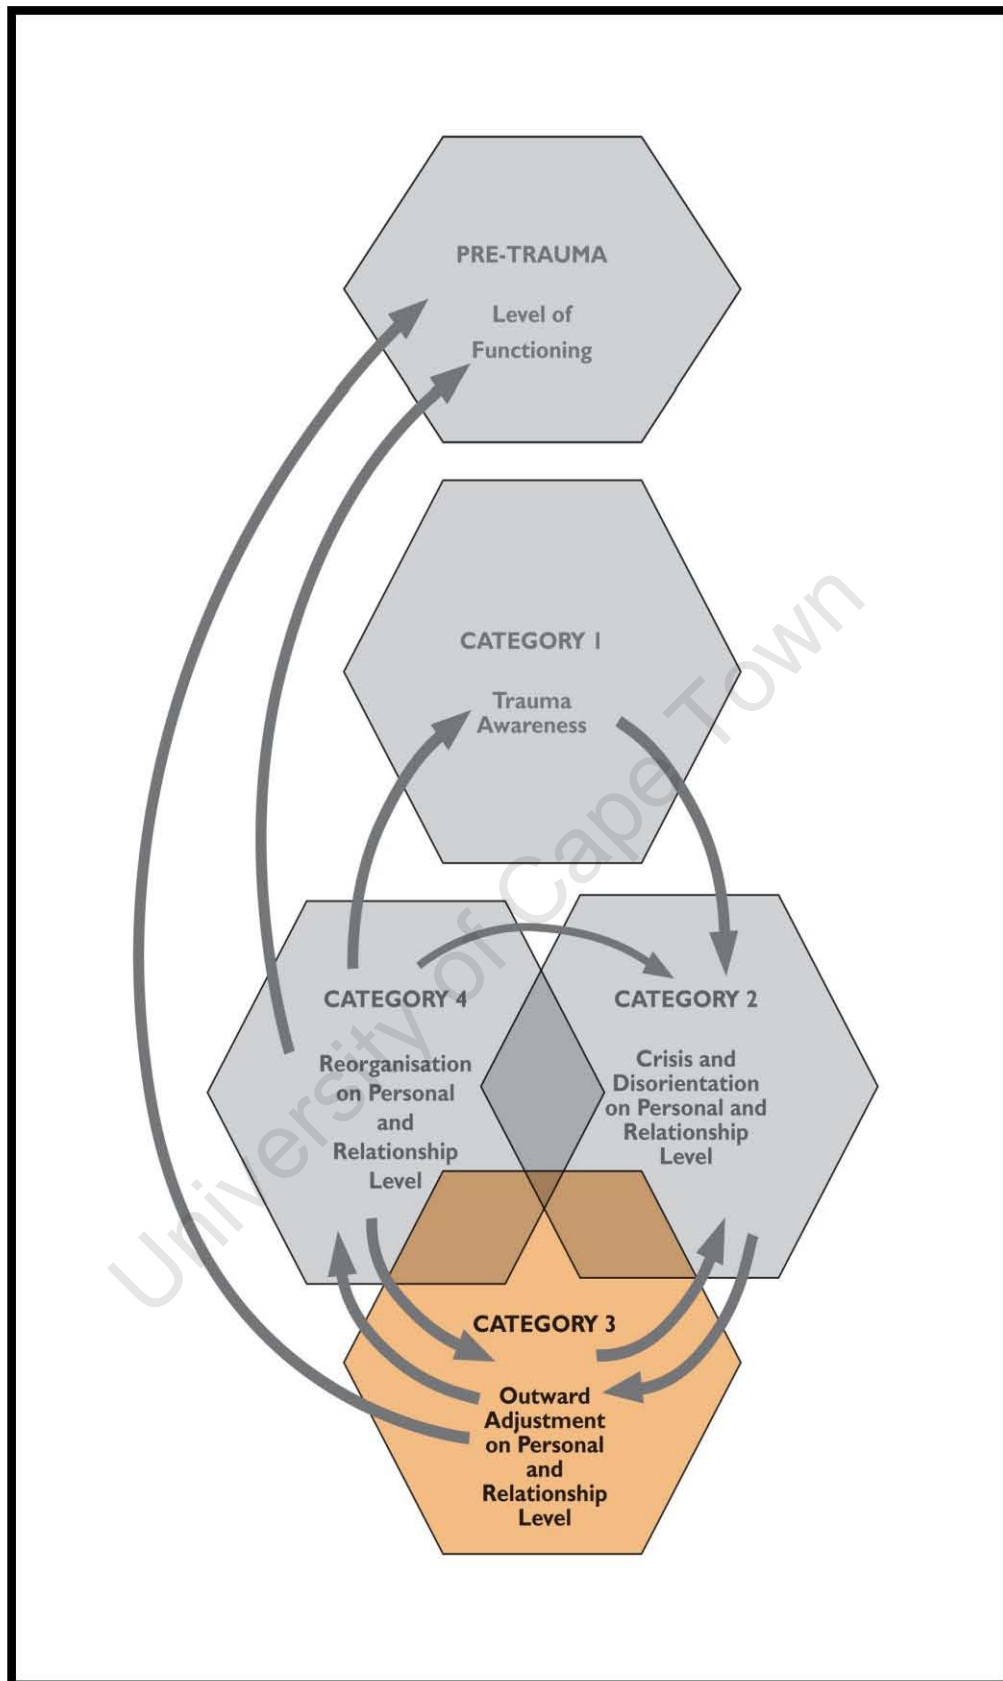 PRE-TRAUMA
Level of
Functioning
CATEGORY 1
Trauma
Awareness
CATEGORY 4
Reorganisation
on Personal
and
Relationship
Level
CATEGORY 2
Crisis and
Disorientation
on Personal and
Relationship
Level
CATEGORY 3
Outward
Adjustment
on Personal
and
Relationship
Level
University of Cape Town